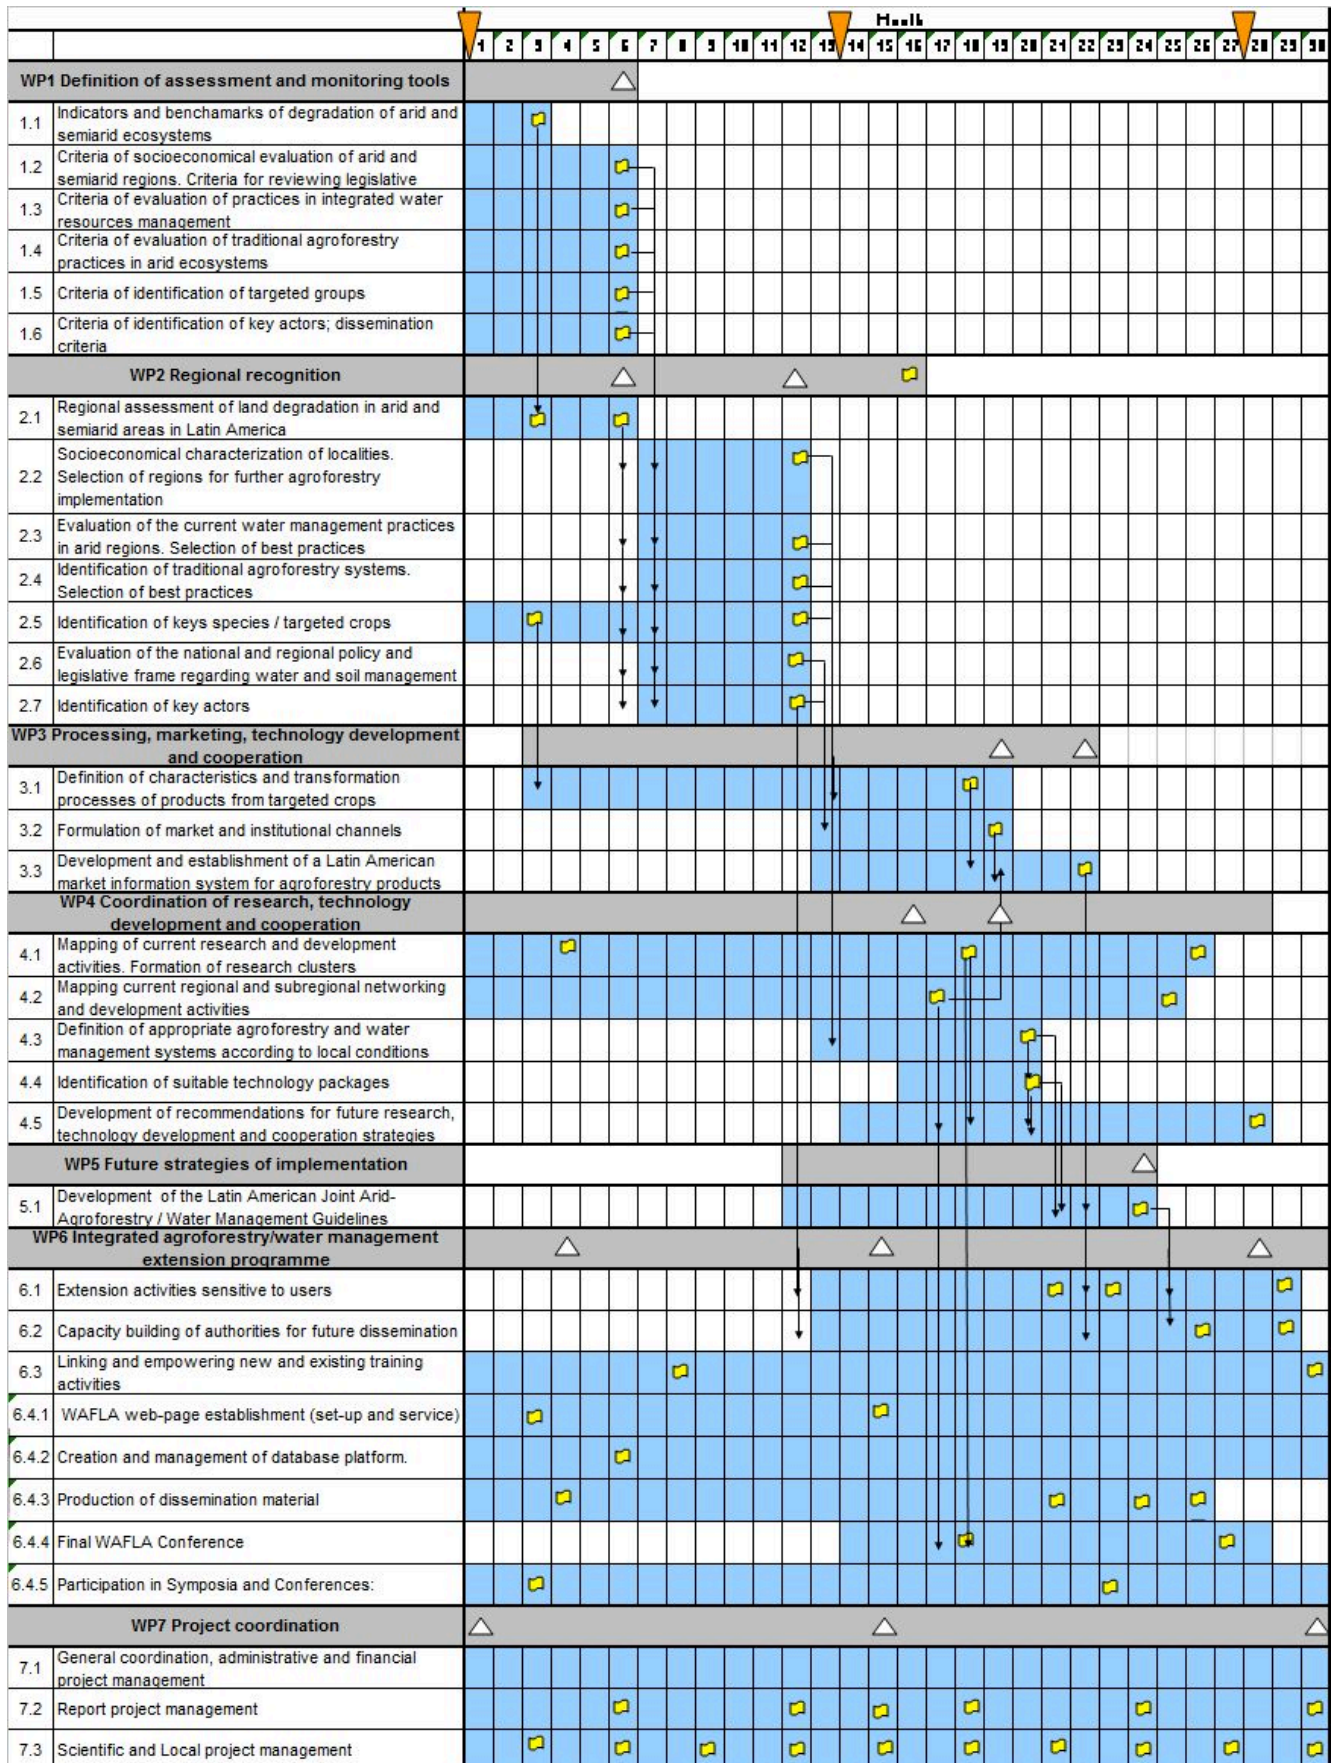 Month
1 2 3 4 5 6 7 8 9 10 11 12 13 14 15 16 17 18 19 20 21 22 23 24 25 26 27 28 29 30
WP1 Definition of assessment and monitoring tools
1.1 Indicators and benchamarks of degradation of arid and
semiarid ecosystems
1.2 Criteria of socioeconomical evaluation of arid and
semiarid regions. Criteria for reviewing legislative
1.3 Criteria of evaluation of practices in integrated water
resources management
1.4 Criteria of evaluation of traditional agroforestry
practices in arid ecosystems
1.5 Criteria of identification of targeted groups
1.6 Criteria of identification of key actors; dissemination
criteria
WP2 Regional recognition
2.1 Regional assessment of land degradation in arid and
semiarid areas in Latin America
2.2 Socioeconomical characterization of localities.
Selection of regions for further agroforestry
implementation
2.3 Evaluation of the current water management practices
in arid regions. Selection of best practices
2.4 Identification of traditional agroforestry systems.
Selection of best practices
2.5 Identification of keys species / targeted crops
2.6 Evaluation of the national and regional policy and
legislative frame regarding water and soil management
2.7 Identification of key actors
WP3 Processing, marketing, technology development
and cooperation
3.1 Definition of characteristics and transformation
processes of products from targeted crops
3.2 Formulation of market and institutional channels
3.3 Development and establishment of a Latin American
market information system for agroforestry products
WP4 Coordination of research, technology
development and cooperation
4.1 Mapping of current research and development
activities. Formation of research clusters
4.2 Mapping current regional and subregional networking
and development activities
4.3 Definition of appropriate agroforestry and water
management systems according to local conditions
4.4 Identification of suitable technology packages
4.5 Development of recommendations for future research,
technology development and cooperation strategies
WP5 Future strategies of implementation
5.1 Development of the Latin American Joint Arid-
Agroforestry / Water Management Guidelines
WP6 Integrated agroforestry/water management
extension programme
6.1 Extension activities sensitive to users
6.2 Capacity building of authorities for future dissemination
6.3 Linking and empowering new and existing training
activities
6.4.1 WAFLA web-page establishment (set-up and service)
6.4.2 Creation and management of database platform.
6.4.3 Production of dissemination material
6.4.4 Final WAFLA Conference
6.4.5 Participation in Symposia and Conferences:
WP7 Project coordination
7.1 General coordination, administrative and financial
project management
7.2 Report project management
7.3 Scientific and Local project management